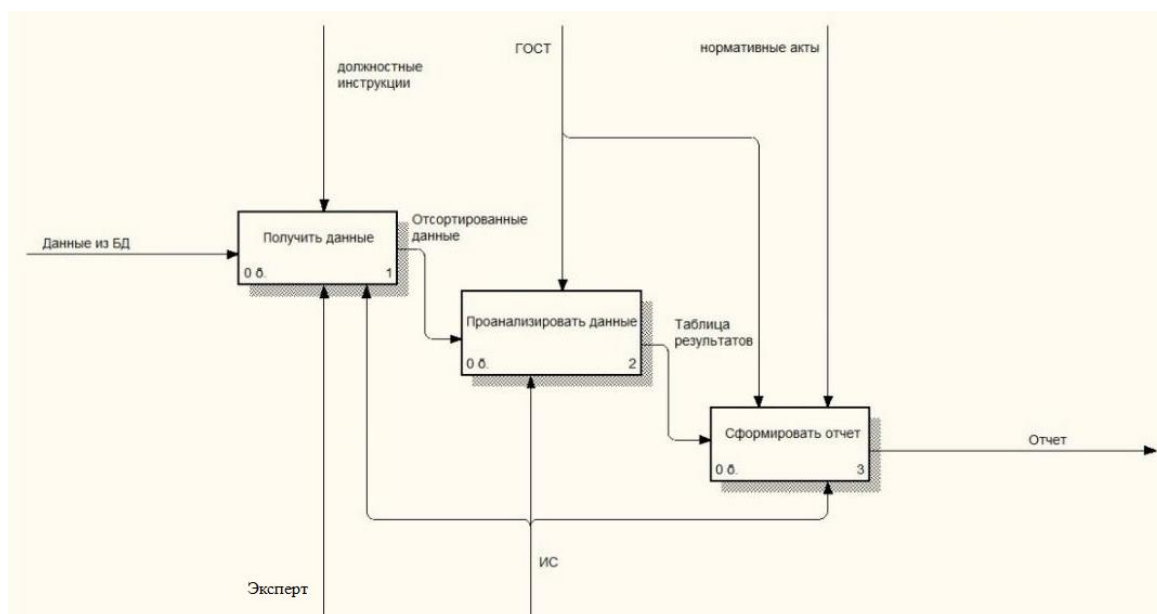 ГОСТ
нормативные акты
должностные
инструкции
Данные из БД
Получить данные
0 б.
1
Отсортированные
данные
Проанализировать данные
0 б.
2
Таблица
результатов
Сформировать отчет
0 б.
3
Отчет
ИС
Эксперт